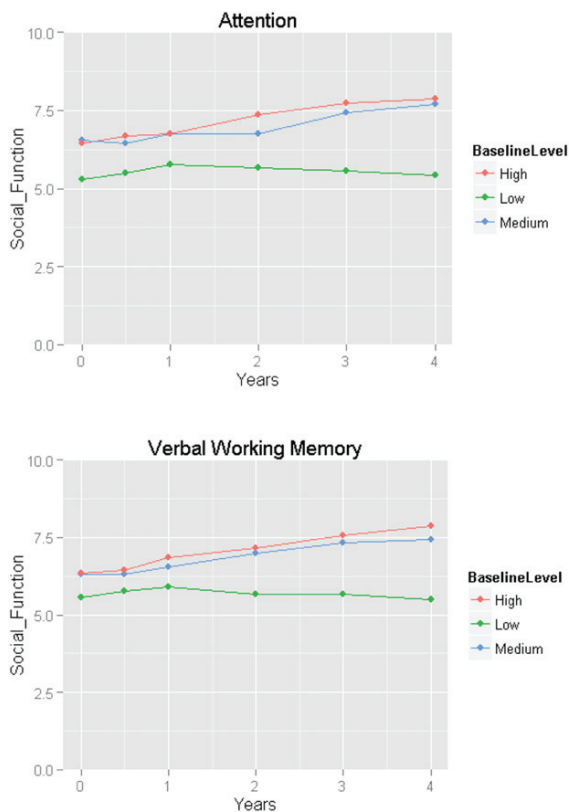 Attention
10.0
7.5
5.0
2.5
0.0
Social_Function
0 1 2 3 4
Years
BaselineLevel
High
Low
Medium
Verbal Working Memory
10.0
7.5
5.0
2.5
0.0
Social_Function
0 1 2 3 4
Years
BaselineLevel
High
Low
Medium